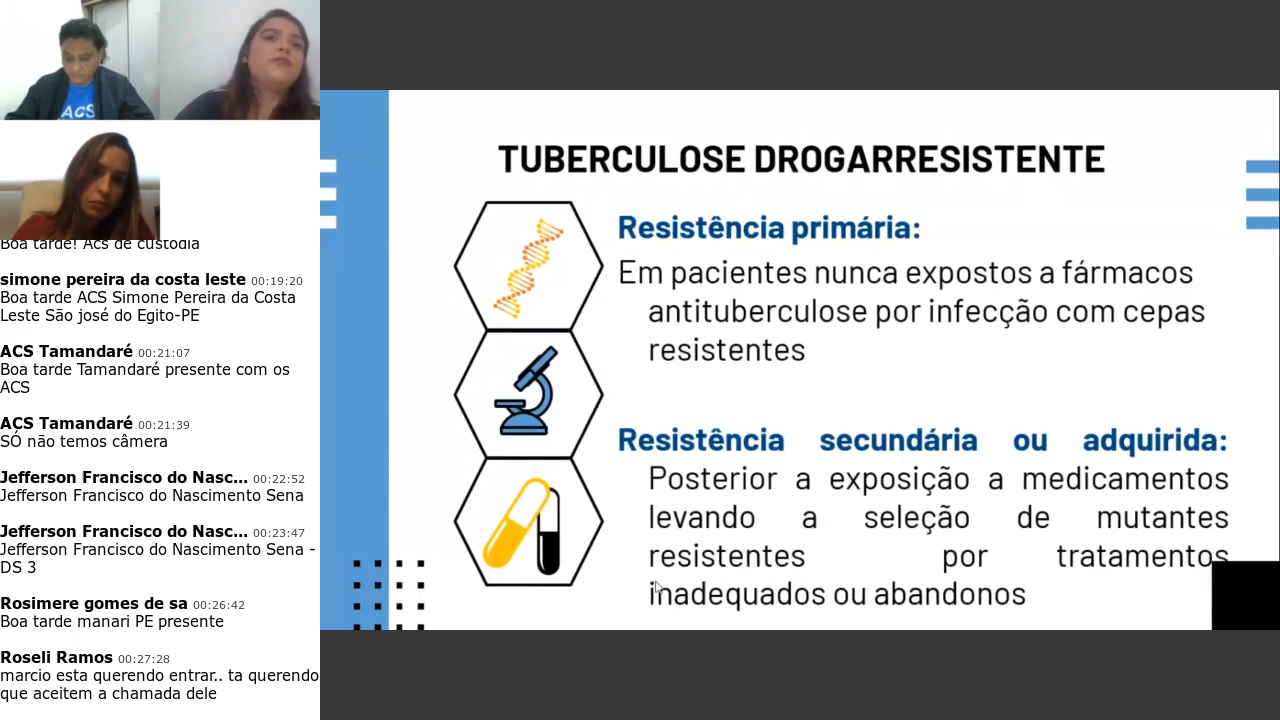 ACS
Boa tarde! Acs de custodia
simone pereira da costa leste 00:19:20
Boa tarde ACS Simone Pereira da Costa
Leste São josé do Egito-PE
ACS Tamandaré 00:21:07
Boa tarde Tamandaré presente com os
ACS
ACS Tamandaré 00:21:39
SÓ não temos câmera
Jefferson Francisco do Nasc... 00:22:52
Jefferson Francisco do Nascimento Sena
Jefferson Francisco do Nasc... 00:23:47
Jefferson Francisco do Nascimento Sena -
DS 3
Rosimere gomes de sa 00:26:42
Boa tarde manari PE presente
Roseli Ramos 00:27:28
marcio esta querendo entrar.. ta querendo
que aceitem a chamada dele
TUBERCULOSE DROGARRESISTENTE
Resistência primária:
Em pacientes nunca expostos a fármacos
antituberculose por infecção com cepas
resistentes
Resistência secundária ou adquirida:
Posterior a exposição a medicamentos
levando a seleção de mutantes
resistentes por tratamentos
inadequados ou abandonos